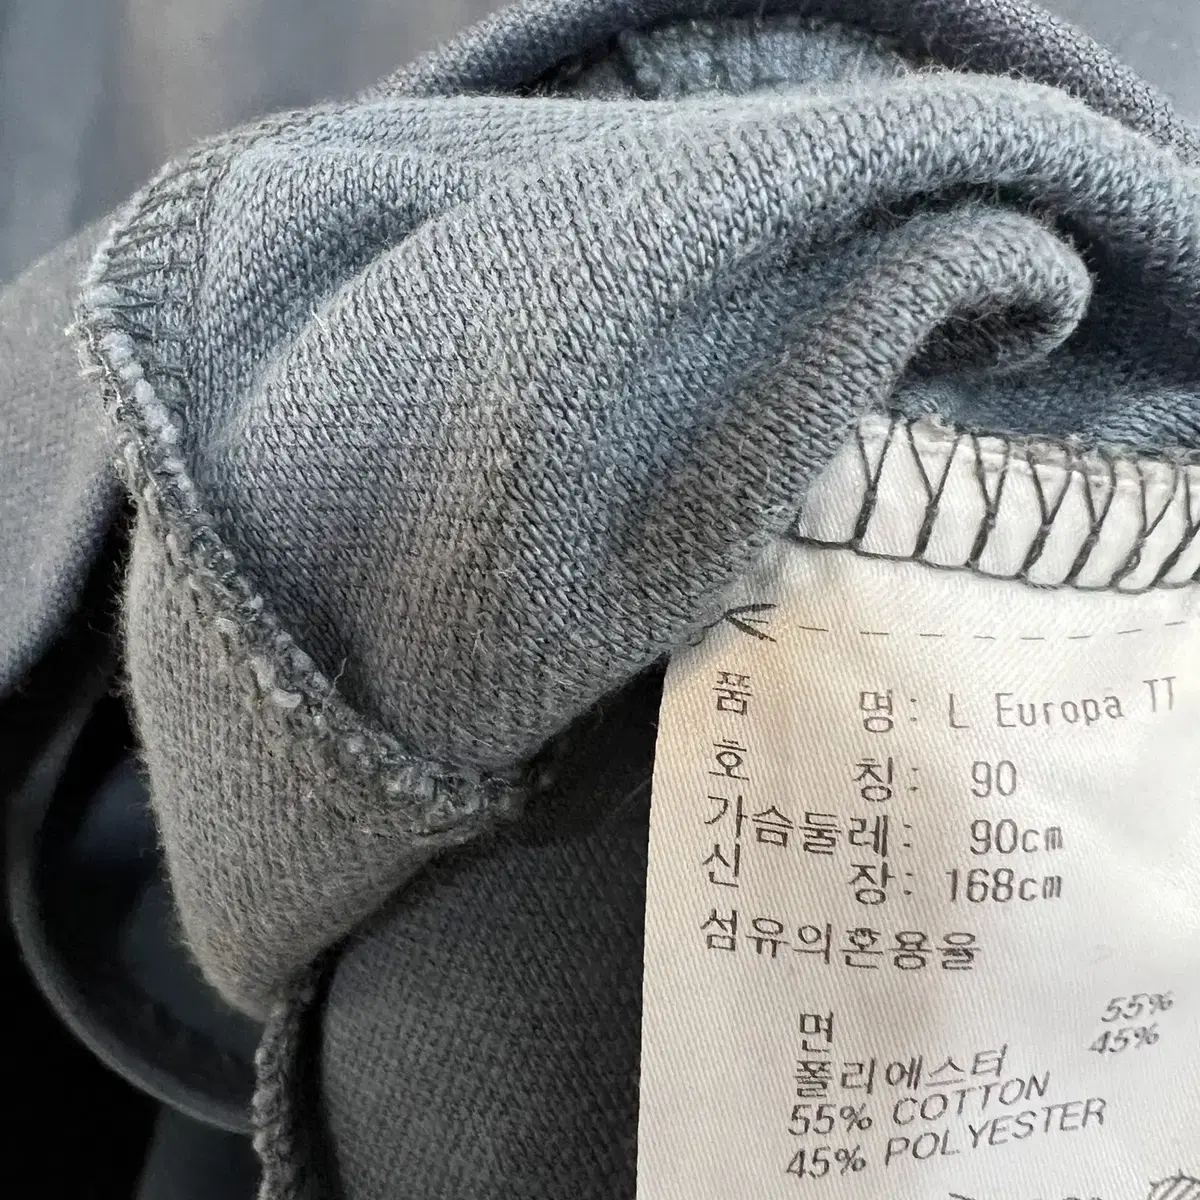 품 명: L Europa TT
호 칭: 90
가슴둘레: 90cm
신 장: 168cm
섬유의혼용율
면 55%
폴리에스터 45%
55% COTTON
45% POLYESTER